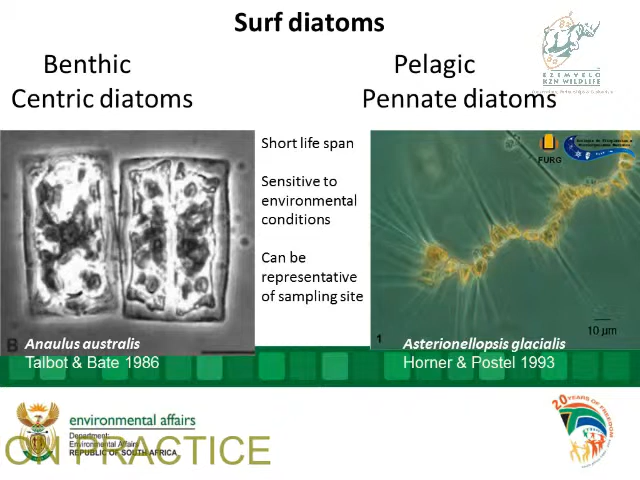 Surf diatoms
Benthic
Centric diatoms
Pelagic
Pennate diatoms
EZEMVELO
KZN WILDLIFE
Short life span
Sensitive to
environmental
conditions
Can be
representative
of sampling site
FURG
B
Anaulus australis
Talbot & Bate 1986
1
10 µm
Asterionellopsis glacialis
Horner & Postel 1993
environmental affairs
Department:
Environmental Affairs
REPUBLIC OF SOUTH AFRICA
ON PRACTICE
20 YEARS OF FREEDOM